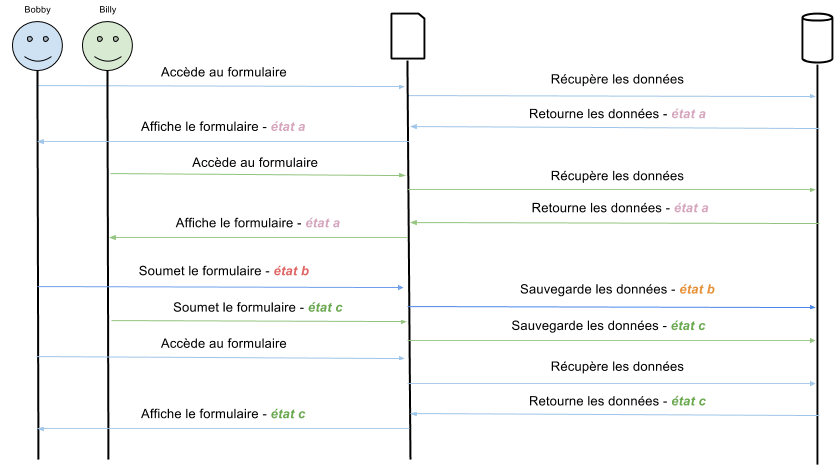 Bobby
Billy
Accède au formulaire
Récupère les données
Retourne les données - état a
Affiche le formulaire - état a
Accède au formulaire
Récupère les données
Retourne les données - état a
Affiche le formulaire - état a
Soumet le formulaire - état b
Sauvegarde les données - état b
Soumet le formulaire - état c
Sauvegarde les données - état c
Accède au formulaire
Récupère les données
Retourne les données - état c
Affiche le formulaire - état c